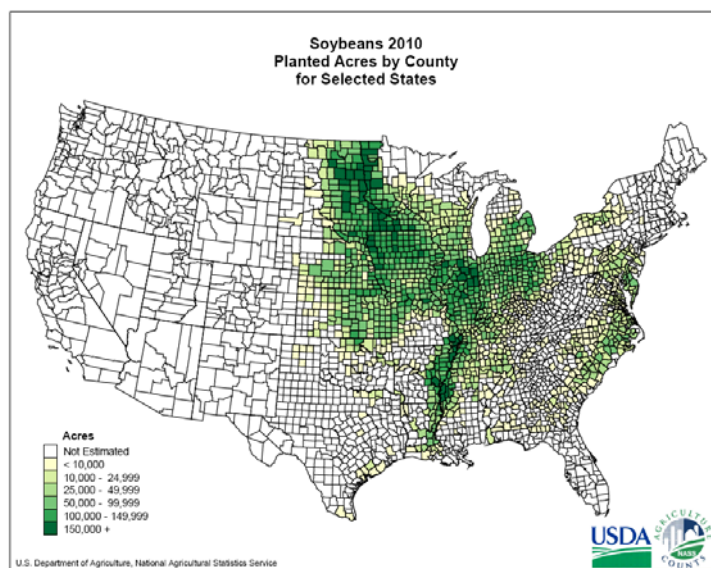 Soybeans 2010
Planted Acres by County
for Selected States
Acres
Not Estimated
< 10,000
10,000 - 24,999
25,000 - 49,999
50,000 - 99,999
100,000 - 149,999
150,000 +
USDA
AGRICULTURE
NASS
COUNTS
U.S. Department of Agriculture, National Agricultural Statistics Service